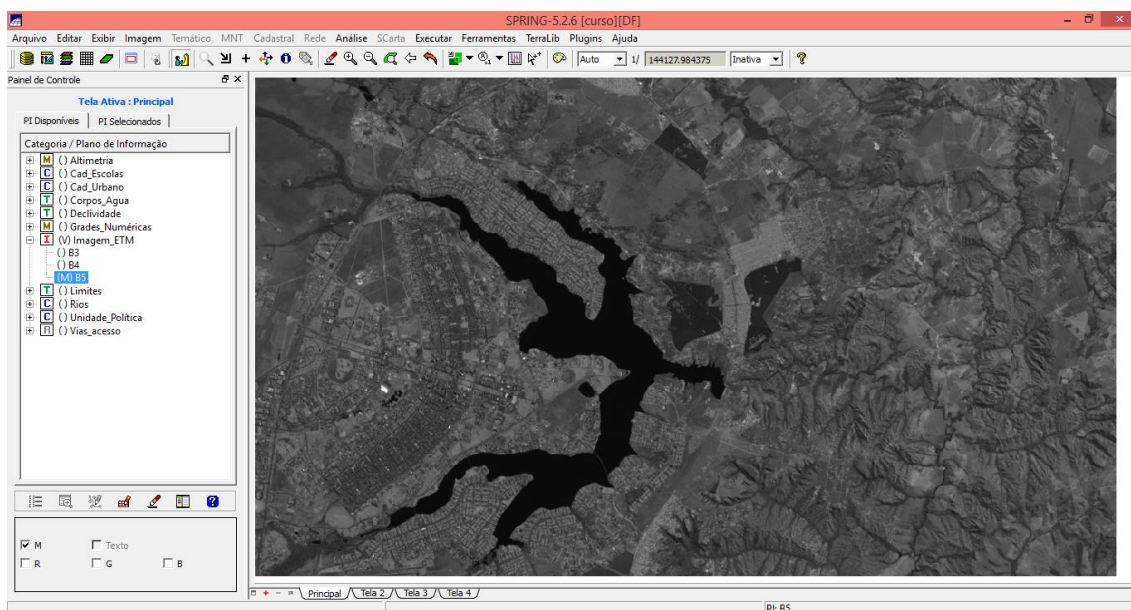 SPRING-5.2.6 [curso][DF]
Arquivo Editar Exibir Imagem Temático MNT Cadastral Rede Análise SCarta Executar Ferramentas TerraLib Plugins Ajuda
Auto 1/ 144127.984375 Inativa
Painel de Controle
Tela Ativa : Principal
PI Disponíveis PI Selecionados
Categoria / Plano de Informação
M () Altimetria
C () Cad_Escolas
C () Cad_Urbano
T () Corpos_Agua
T () Declividade
M () Grades_Numéricas
I (V) Imagem_ETM
() B3
() B4
(M) B5
T () Limites
C () Rios
C () Unidade_Política
R () Vias_acesso
M Texto
R G B
Principal Tela 2 Tela 3 Tela 4
PI: B5